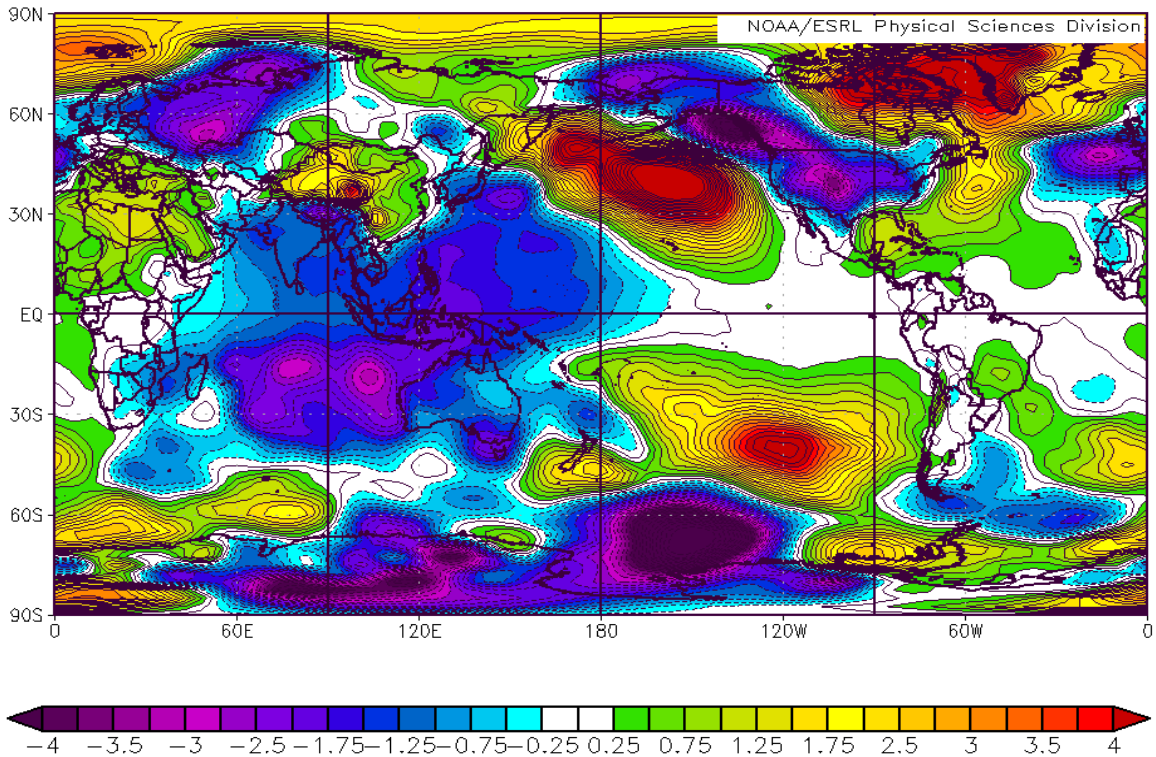 90N
NOAA/ESRL Physical Sciences Division
60N
30N
EQ
30S
60S
90S
0 60E 120E 180 120W 60W 0
−4 −3.5 −3 −2.5 −1.75 −1.25 −0.75 −0.25 0.25 0.75 1.25 1.75 2.5 3 3.5 4